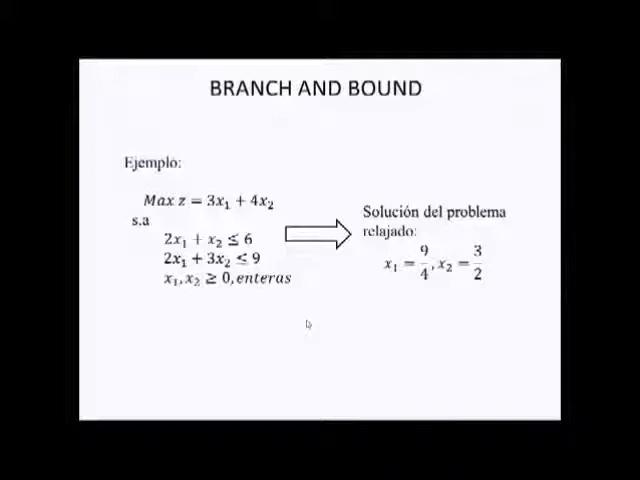 BRANCH AND BOUND
Ejemplo:
Max z = 3x₁ + 4x₂
s.a
2x₁ + x₂ ≤ 6
2x₁ + 3x₂ ≤ 9
x₁, x₂ ≥ 0, enteras
Solución del problema
relajado:
x₁ = 9/4, x₂ = 3/2